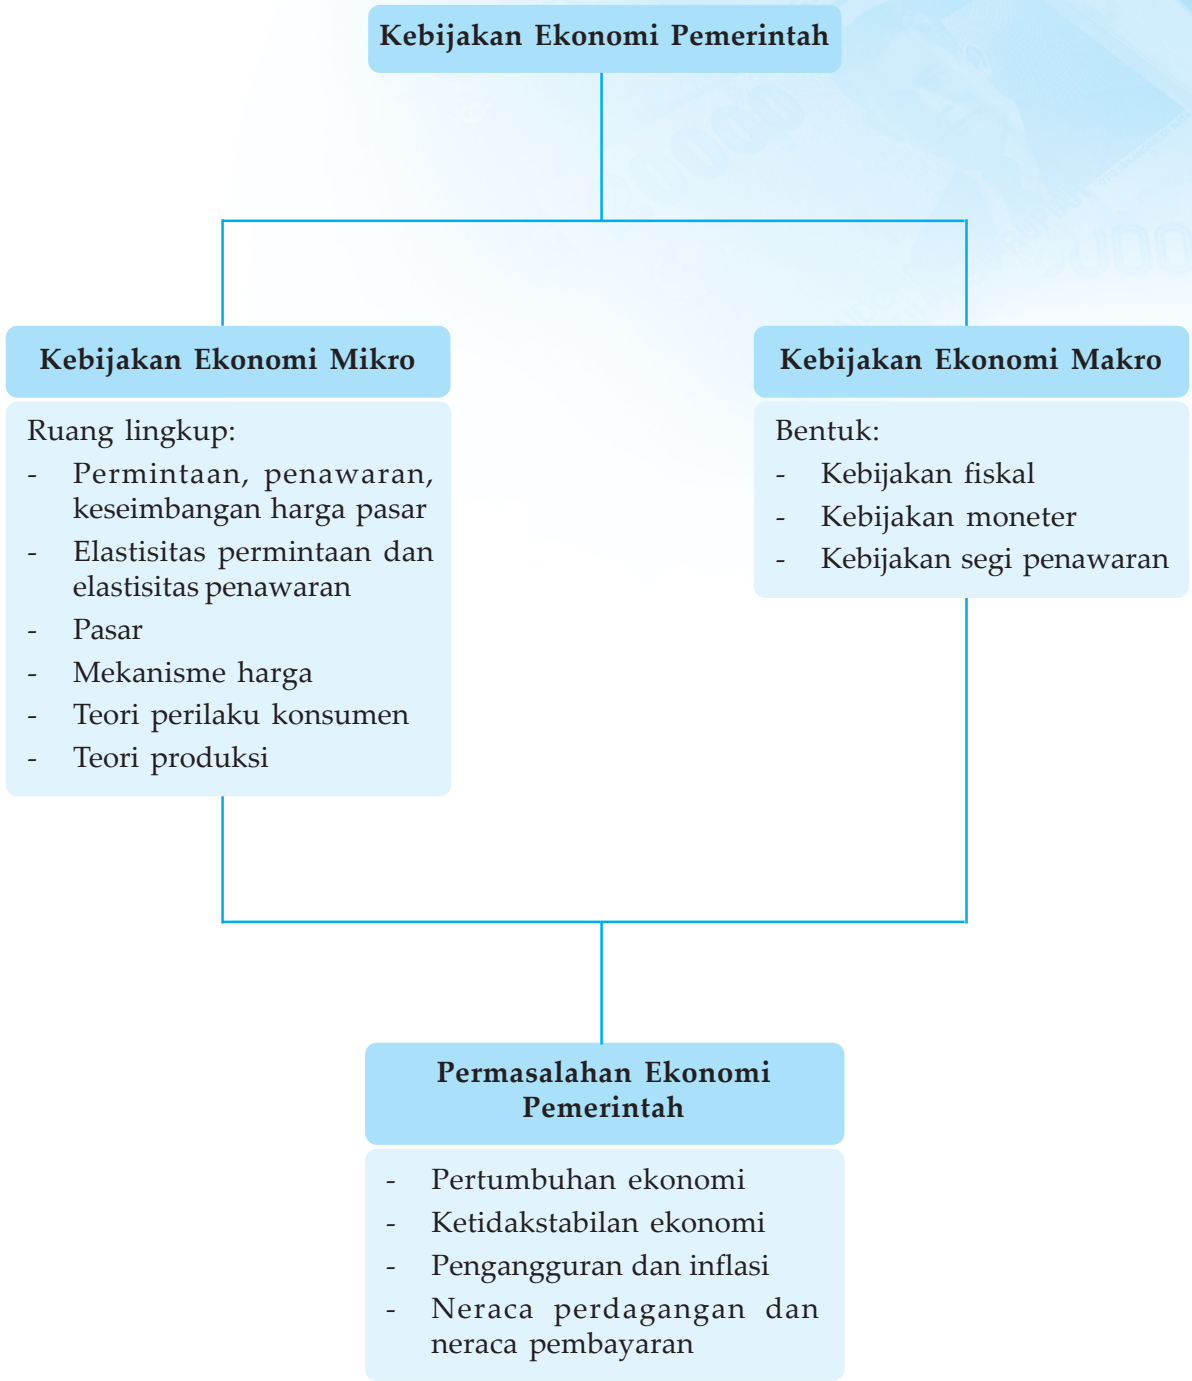 Kebijakan Ekonomi Pemerintah
Kebijakan Ekonomi Mikro
Ruang lingkup:
- Permintaan, penawaran,
keseimbangan harga pasar
- Elastisitas permintaan dan
elastisitas penawaran
- Pasar
- Mekanisme harga
- Teori perilaku konsumen
- Teori produksi
Kebijakan Ekonomi Makro
Bentuk:
- Kebijakan fiskal
- Kebijakan moneter
- Kebijakan segi penawaran
Permasalahan Ekonomi
Pemerintah
- Pertumbuhan ekonomi
- Ketidakstabilan ekonomi
- Pengangguran dan inflasi
- Neraca perdagangan dan
neraca pembayaran